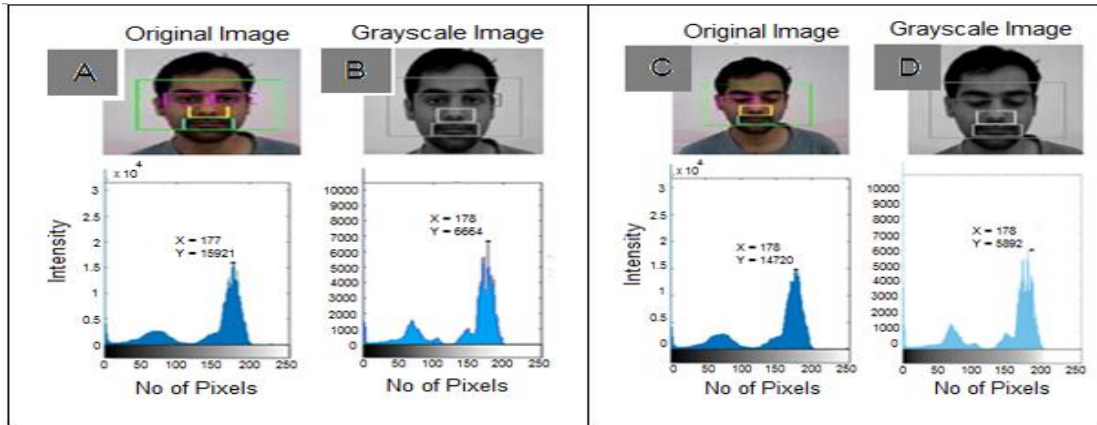 Original Image
Grayscale Image
A
B
x 10^4
3
2.5
2
1.5
1
0.5
0
Intensity
X = 177
Y = 15921
0 50 100 150 200 250
No of Pixels
10000
9000
8000
7000
6000
5000
4000
3000
2000
1000
0
X = 178
Y = 6664
0 50 100 150 200 250
No of Pixels
Original Image
Grayscale Image
C
D
x 10^4
3
2.5
2
1.5
1
0.5
0
Intensity
X = 178
Y = 14720
0 50 100 150 200 250
No of Pixels
10000
9000
8000
7000
6000
5000
4000
3000
2000
1000
0
X = 178
Y = 5892
0 50 100 150 200 250
No of Pixels